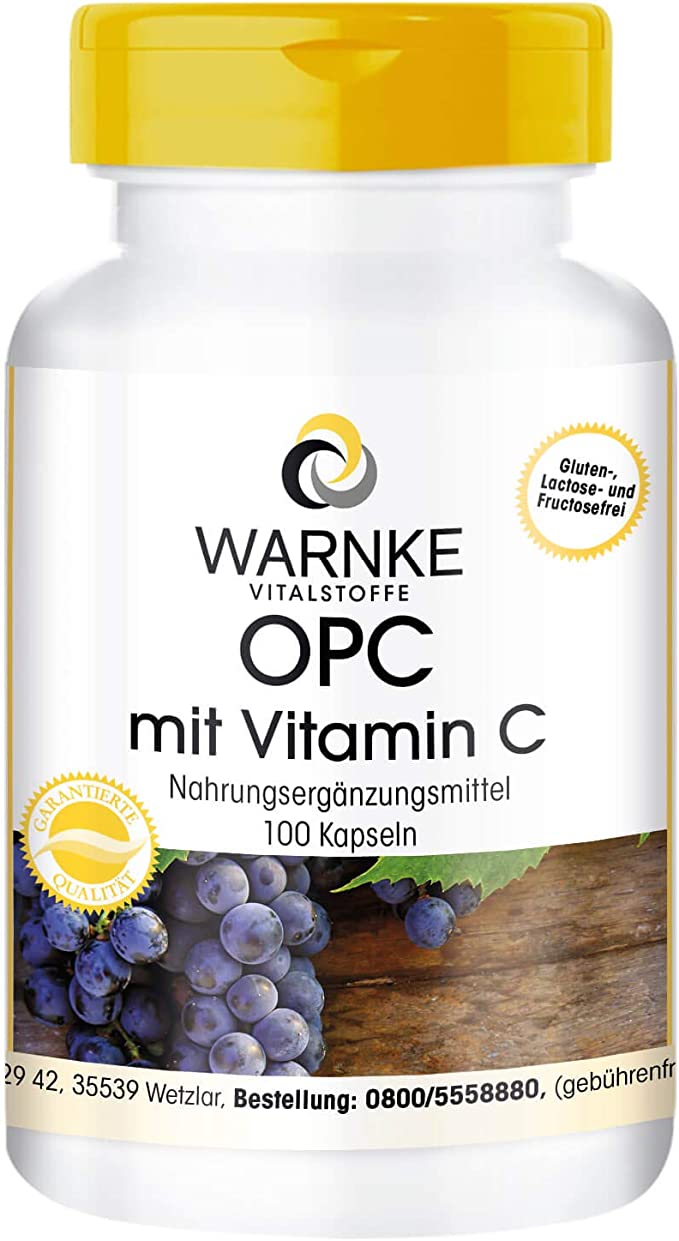 Gluten-,
Lactose- und
Fructosefrei
WARNKE
VITALSTOFFE
OPC
mit Vitamin C
Nahrungsergänzungsmittel
100 Kapseln
GARANTIERTE
QUALITÄT
29 42, 35539 Wetzlar, Bestellung: 0800/5558880, (gebührenfr